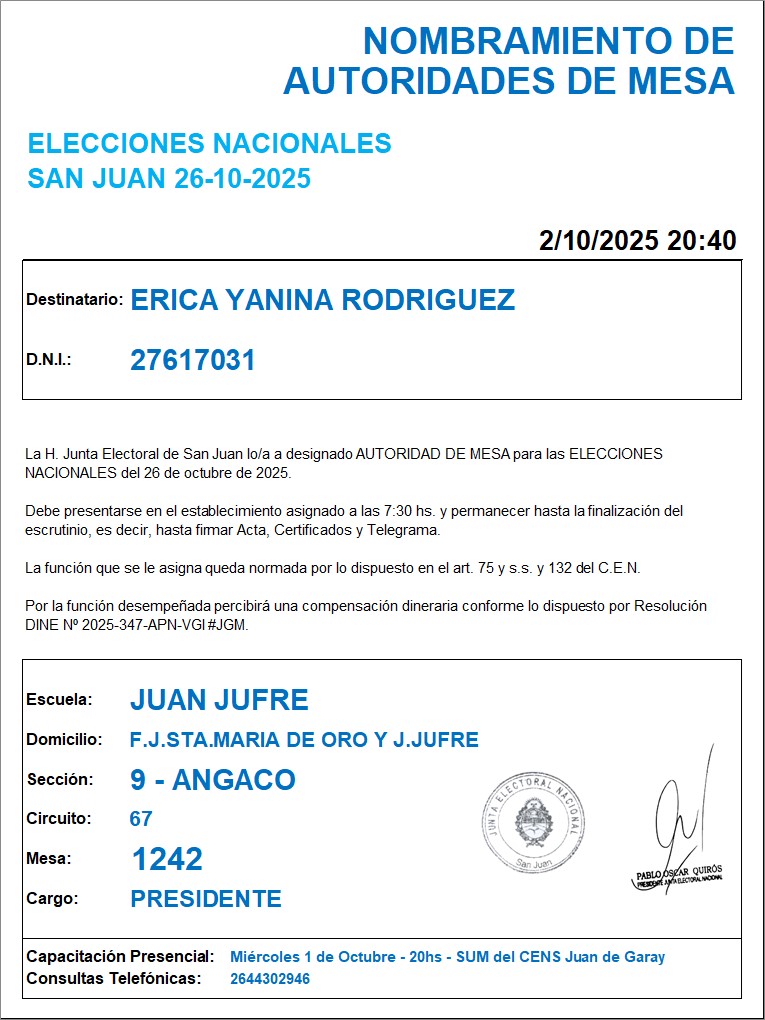 NOMBRAMIENTO DE
AUTORIDADES DE MESA
ELECCIONES NACIONALES
SAN JUAN 26-10-2025
2/10/2025 20:40
Destinatario: ERICA YANINA RODRIGUEZ
D.N.I.: 27617031
La H. Junta Electoral de San Juan lo/a a designado AUTORIDAD DE MESA para las ELECCIONES
NACIONALES del 26 de octubre de 2025.
Debe presentarse en el establecimiento asignado a las 7:30 hs. y permanecer hasta la finalización del
escrutinio, es decir, hasta firmar Acta, Certificados y Telegrama.
La función que se le asigna queda normada por lo dispuesto en el art. 75 y s.s. y 132 del C.E.N.
Por la función desempeñada percibirá una compensación dineraria conforme lo dispuesto por Resolución
DINE Nº 2025-347-APN-VGI#JGM.
Escuela: JUAN JUFRE
Domicilio: F.J.STA.MARIA DE ORO Y J.JUFRE
Sección: 9 - ANGACO
Circuito: 67
Mesa: 1242
Cargo: PRESIDENTE
JUNTA ELECTORAL NACIONAL
San Juan
PABLO OSCAR QUIRÓS
PRESIDENTE JUNTA ELECTORAL NACIONAL
Capacitación Presencial: Miércoles 1 de Octubre - 20hs - SUM del CENS Juan de Garay
Consultas Telefónicas: 2644302946